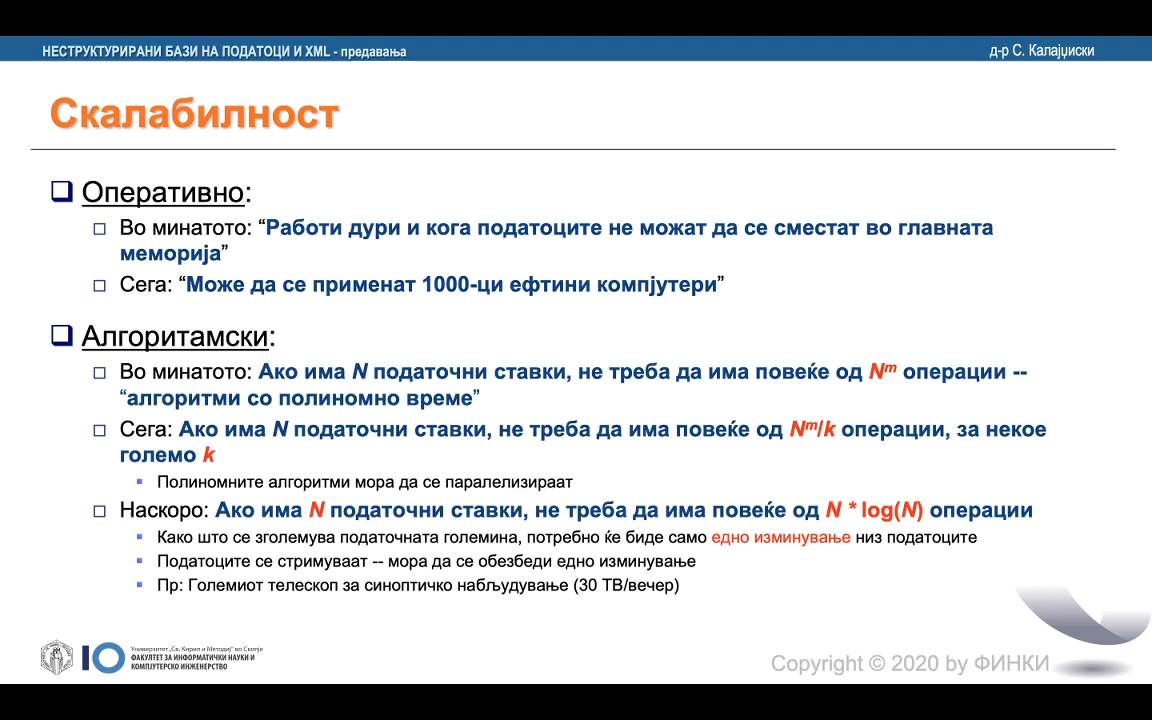 НЕСТРУКТУРИРАНИ БАЗИ НА ПОДАТОЦИ И XML - предавања
д-р С. Калајџиски
Скалабилност
Оперативно:
Во минатото: “Работи дури и кога податоците не можат да се сместат во главната
меморија”
Сега: “Може да се применат 1000-ци ефтини компјутери”
Алгоритамски:
Во минатото: Ако има N податочни ставки, не треба да има повеќе од Nᵐ операции --
“алгоритми со полиномно време”
Сега: Ако има N податочни ставки, не треба да има повеќе од Nᵐ/k операции, за некое
големо k
Полиномните алгоритми мора да се паралелизираат
Наскоро: Ако има N податочни ставки, не треба да има повеќе од N * log(N) операции
Како што се зголемува податочната големина, потребно ќе биде само едно изминување низ податоците
Податоците се стримуваат -- мора да се обезбеди едно изминување
Пр: Големиот телескоп за синоптичко набљудување (30 ТВ/вечер)
Универзитет „Св. Кирил и Методиј“ во Скопје
ФАКУЛТЕТ ЗА ИНФОРМАТИЧКИ НАУКИ И
КОМПЈУТЕРСКО ИНЖЕНЕРСТВО
Copyright © 2020 by ФИНКИ